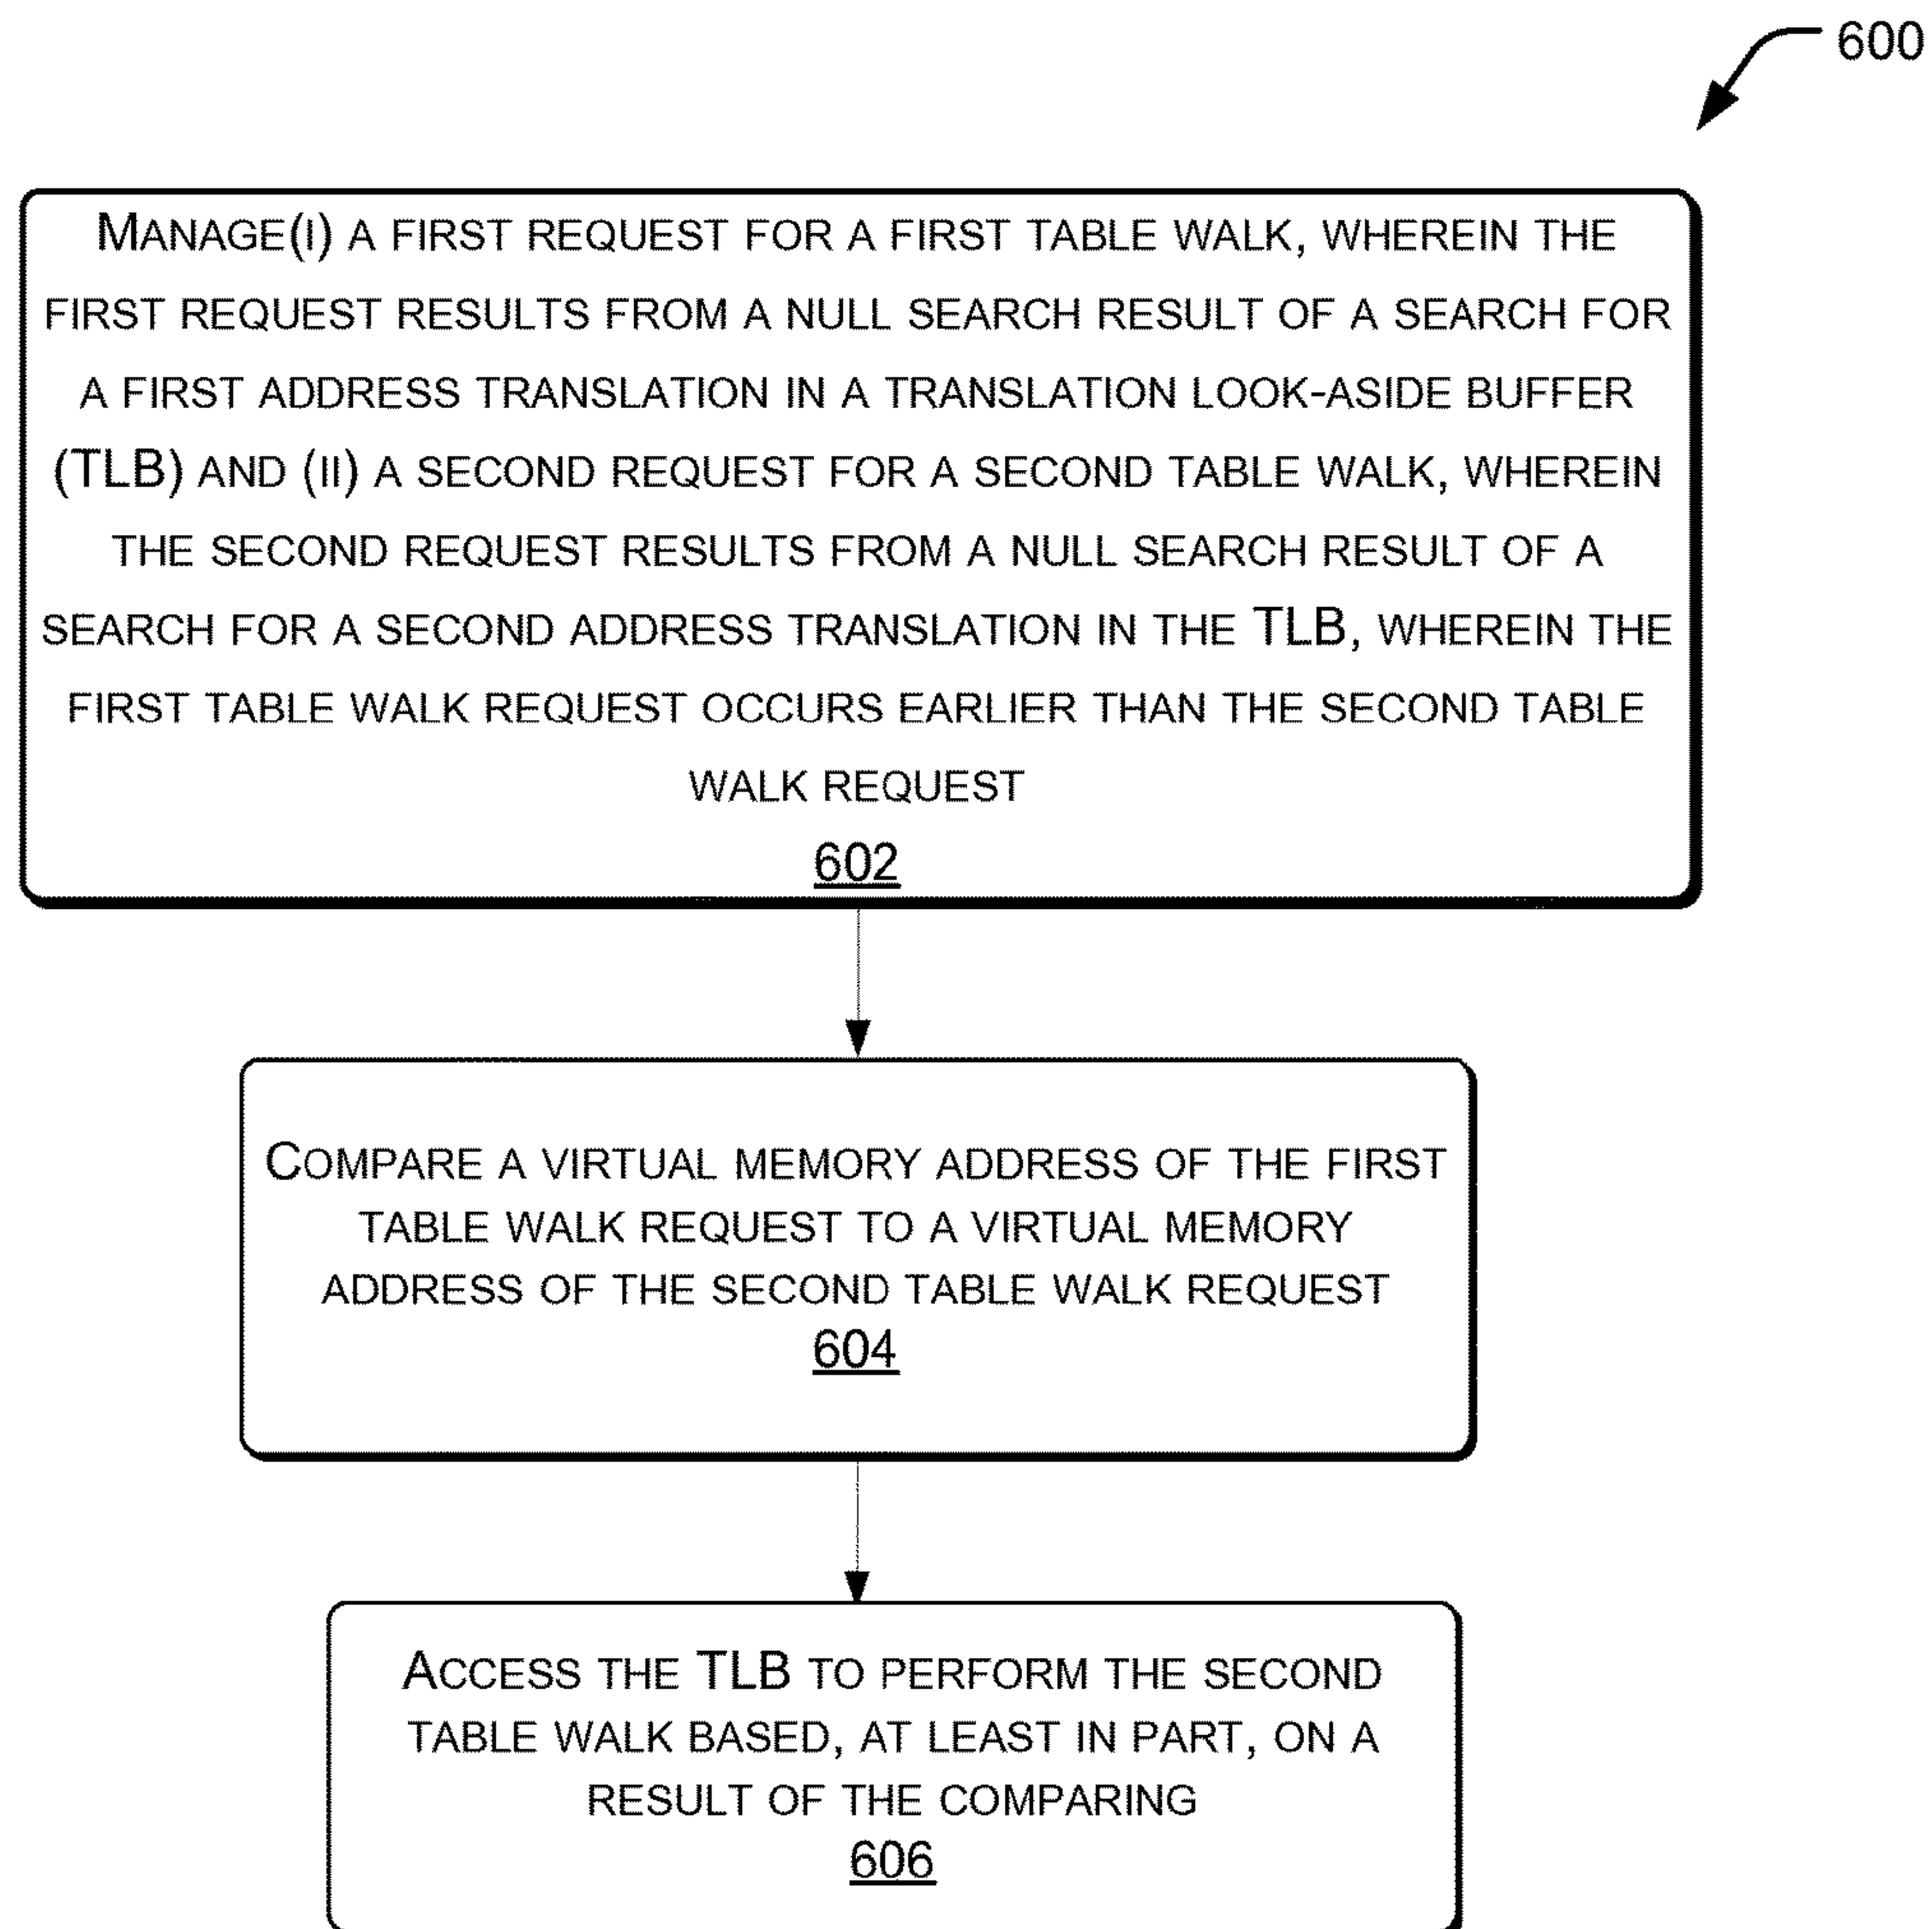 600
MANAGE(I) A FIRST REQUEST FOR A FIRST TABLE WALK, WHEREIN THE
FIRST REQUEST RESULTS FROM A NULL SEARCH RESULT OF A SEARCH FOR
A FIRST ADDRESS TRANSLATION IN A TRANSLATION LOOK-ASIDE BUFFER
(TLB) AND (II) A SECOND REQUEST FOR A SECOND TABLE WALK, WHEREIN
THE SECOND REQUEST RESULTS FROM A NULL SEARCH RESULT OF A
SEARCH FOR A SECOND ADDRESS TRANSLATION IN THE TLB, WHEREIN THE
FIRST TABLE WALK REQUEST OCCURS EARLIER THAN THE SECOND TABLE
WALK REQUEST
602
COMPARE A VIRTUAL MEMORY ADDRESS OF THE FIRST
TABLE WALK REQUEST TO A VIRTUAL MEMORY
ADDRESS OF THE SECOND TABLE WALK REQUEST
604
ACCESS THE TLB TO PERFORM THE SECOND
TABLE WALK BASED, AT LEAST IN PART, ON A
RESULT OF THE COMPARING
606